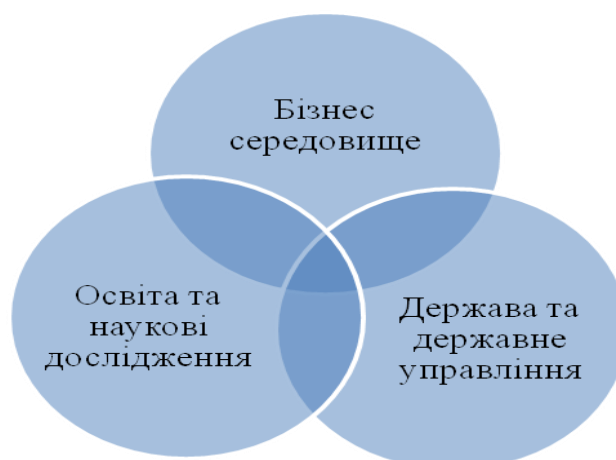 Бізнес
середовище
Освіта та
наукові
дослідження
Держава та
державне
управління